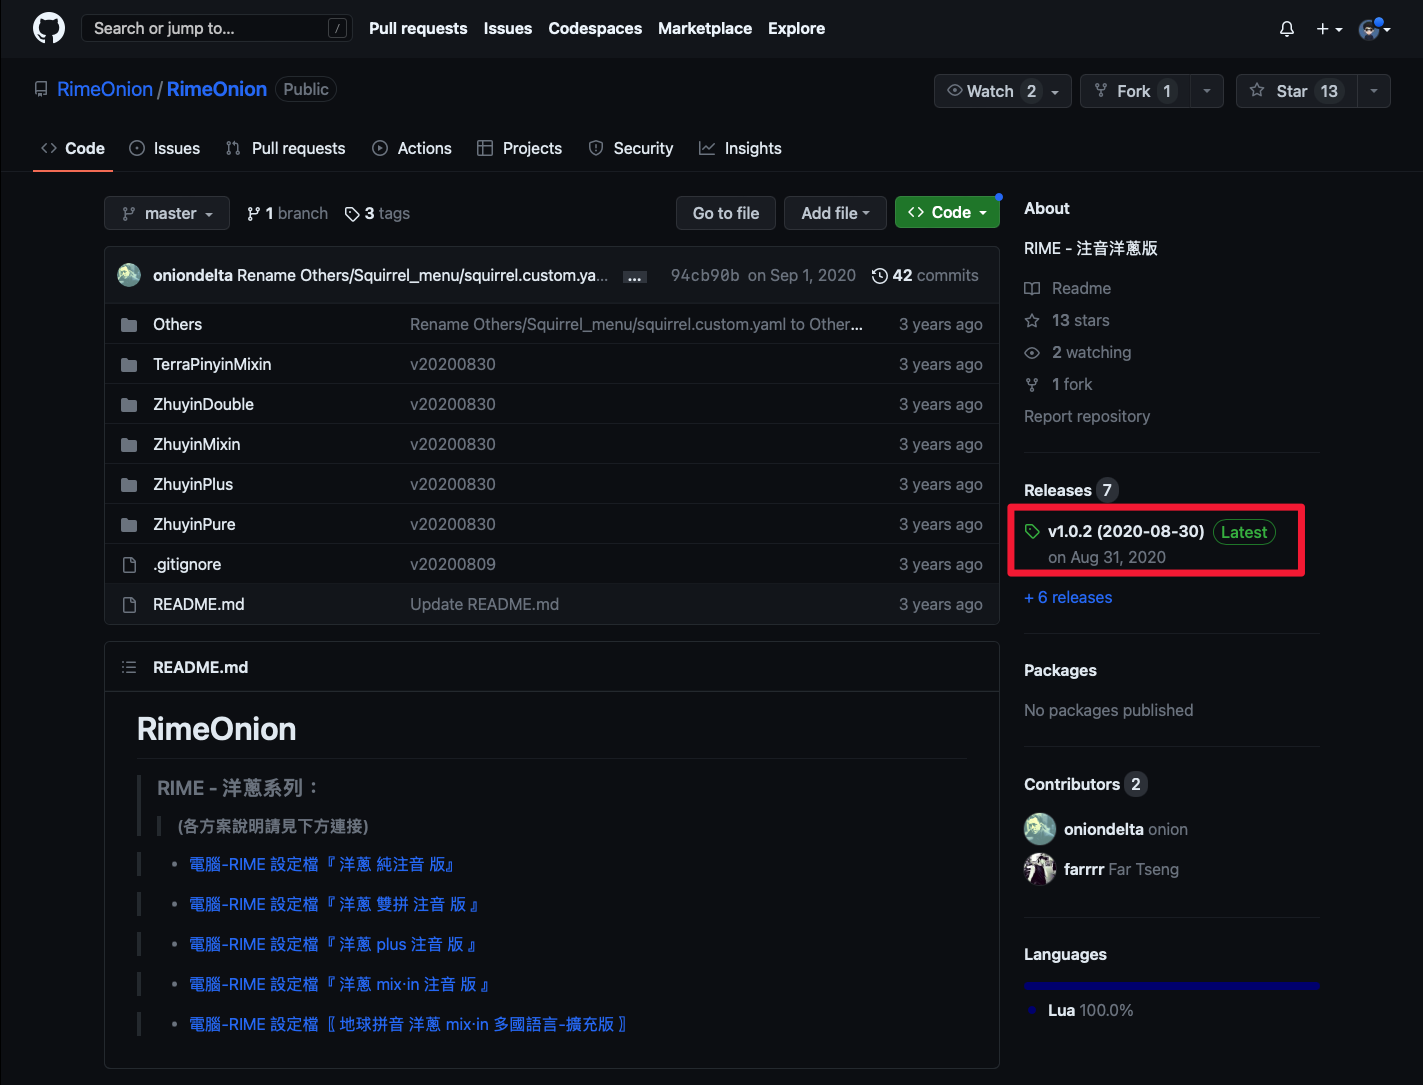 Search or jump to... /
Pull requests Issues Codespaces Marketplace Explore
RimeOnion / RimeOnion Public
Watch 2 Fork 1 Star 13
Code Issues Pull requests Actions Projects Security Insights
master 1 branch 3 tags Go to file Add file Code
oniondelta Rename Others/Squirrel_menu/squirrel.custom.ya... ... 94cb90b on Sep 1, 2020 42 commits
Others Rename Others/Squirrel_menu/squirrel.custom.yaml to Other... 3 years ago
TerraPinyinMixin v20200830 3 years ago
ZhuyinDouble v20200830 3 years ago
ZhuyinMixin v20200830 3 years ago
ZhuyinPlus v20200830 3 years ago
ZhuyinPure v20200830 3 years ago
.gitignore v20200809 3 years ago
README.md Update README.md 3 years ago
README.md
RimeOnion
RIME - 洋蔥系列：
(各方案說明請見下方連接)
• 電腦-RIME 設定檔『 洋蔥 純注音 版』
• 電腦-RIME 設定檔『 洋蔥 雙拼 注音 版 』
• 電腦-RIME 設定檔『 洋蔥 plus 注音 版 』
• 電腦-RIME 設定檔『 洋蔥 mix-in 注音 版 』
• 電腦-RIME 設定檔〖 地球拼音 洋蔥 mix-in 多國語言-擴充版 〗
About
RIME - 注音洋蔥版
Readme
13 stars
2 watching
1 fork
Report repository
Releases 7
v1.0.2 (2020-08-30) Latest
on Aug 31, 2020
+ 6 releases
Packages
No packages published
Contributors 2
oniondelta onion
farrrr Far Tseng
Languages
Lua 100.0%